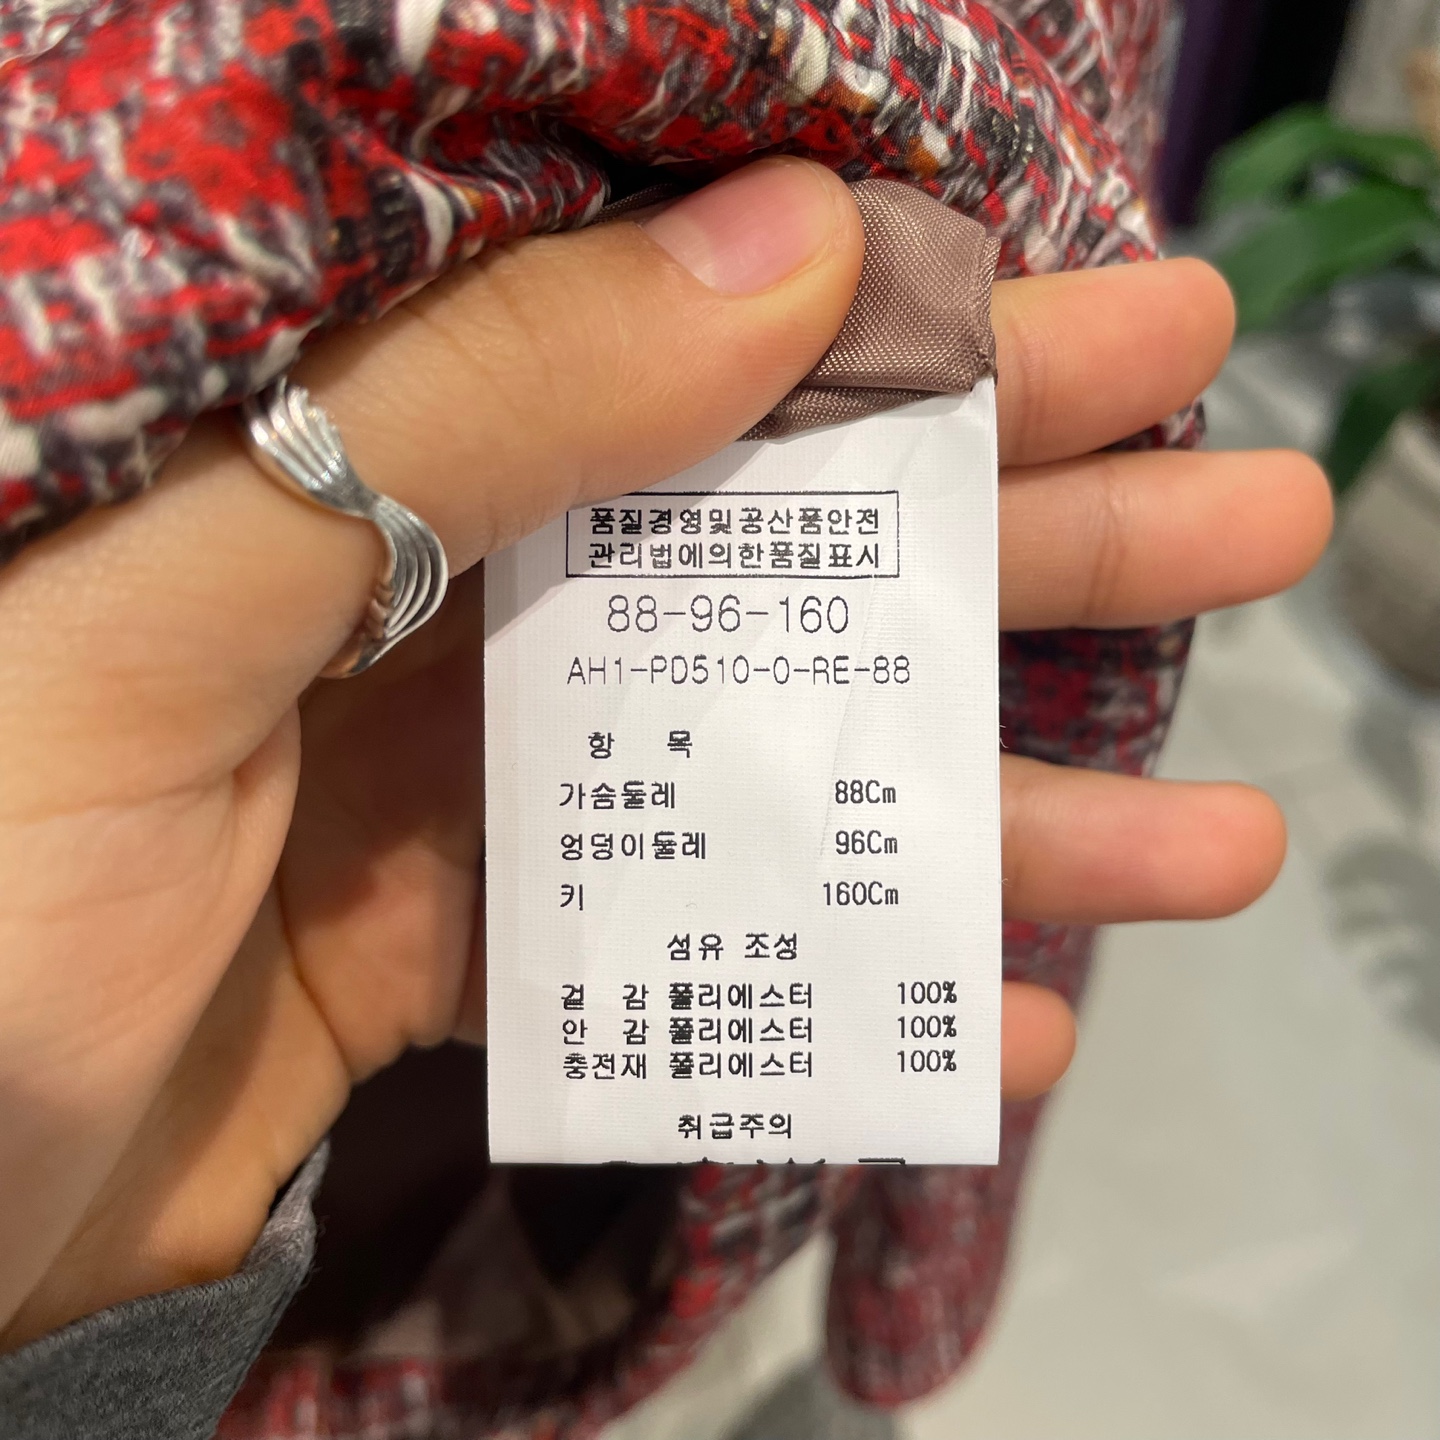 품질경영및공산품안전
관리법에의한품질표시
88-96-160
AH1-PD510-0-RE-88
항 목
가슴둘레 88Cm
엉덩이둘레 96Cm
키 160Cm
섬유 조성
겉 감 폴리에스터 100%
안 감 폴리에스터 100%
충전재 폴리에스터 100%
취급주의